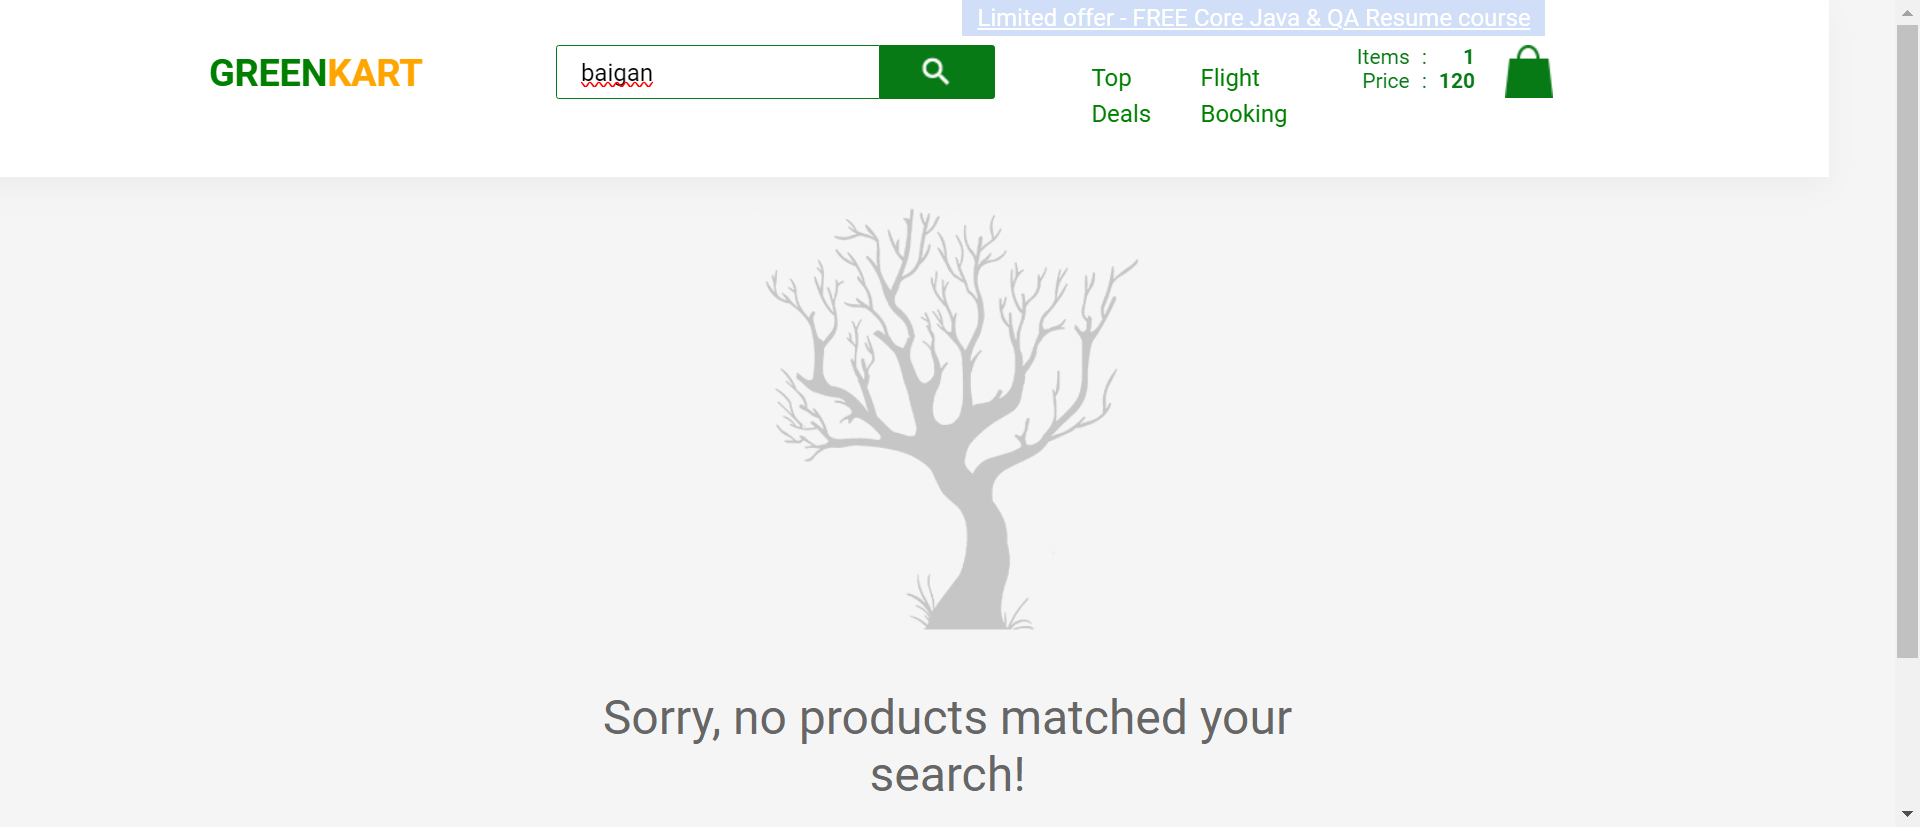 Limited offer - FREE Core Java & QA Resume course
GREENKART
baigan
Top
Deals
Flight
Booking
Items : 1
Price : 120
Sorry, no products matched your
search!